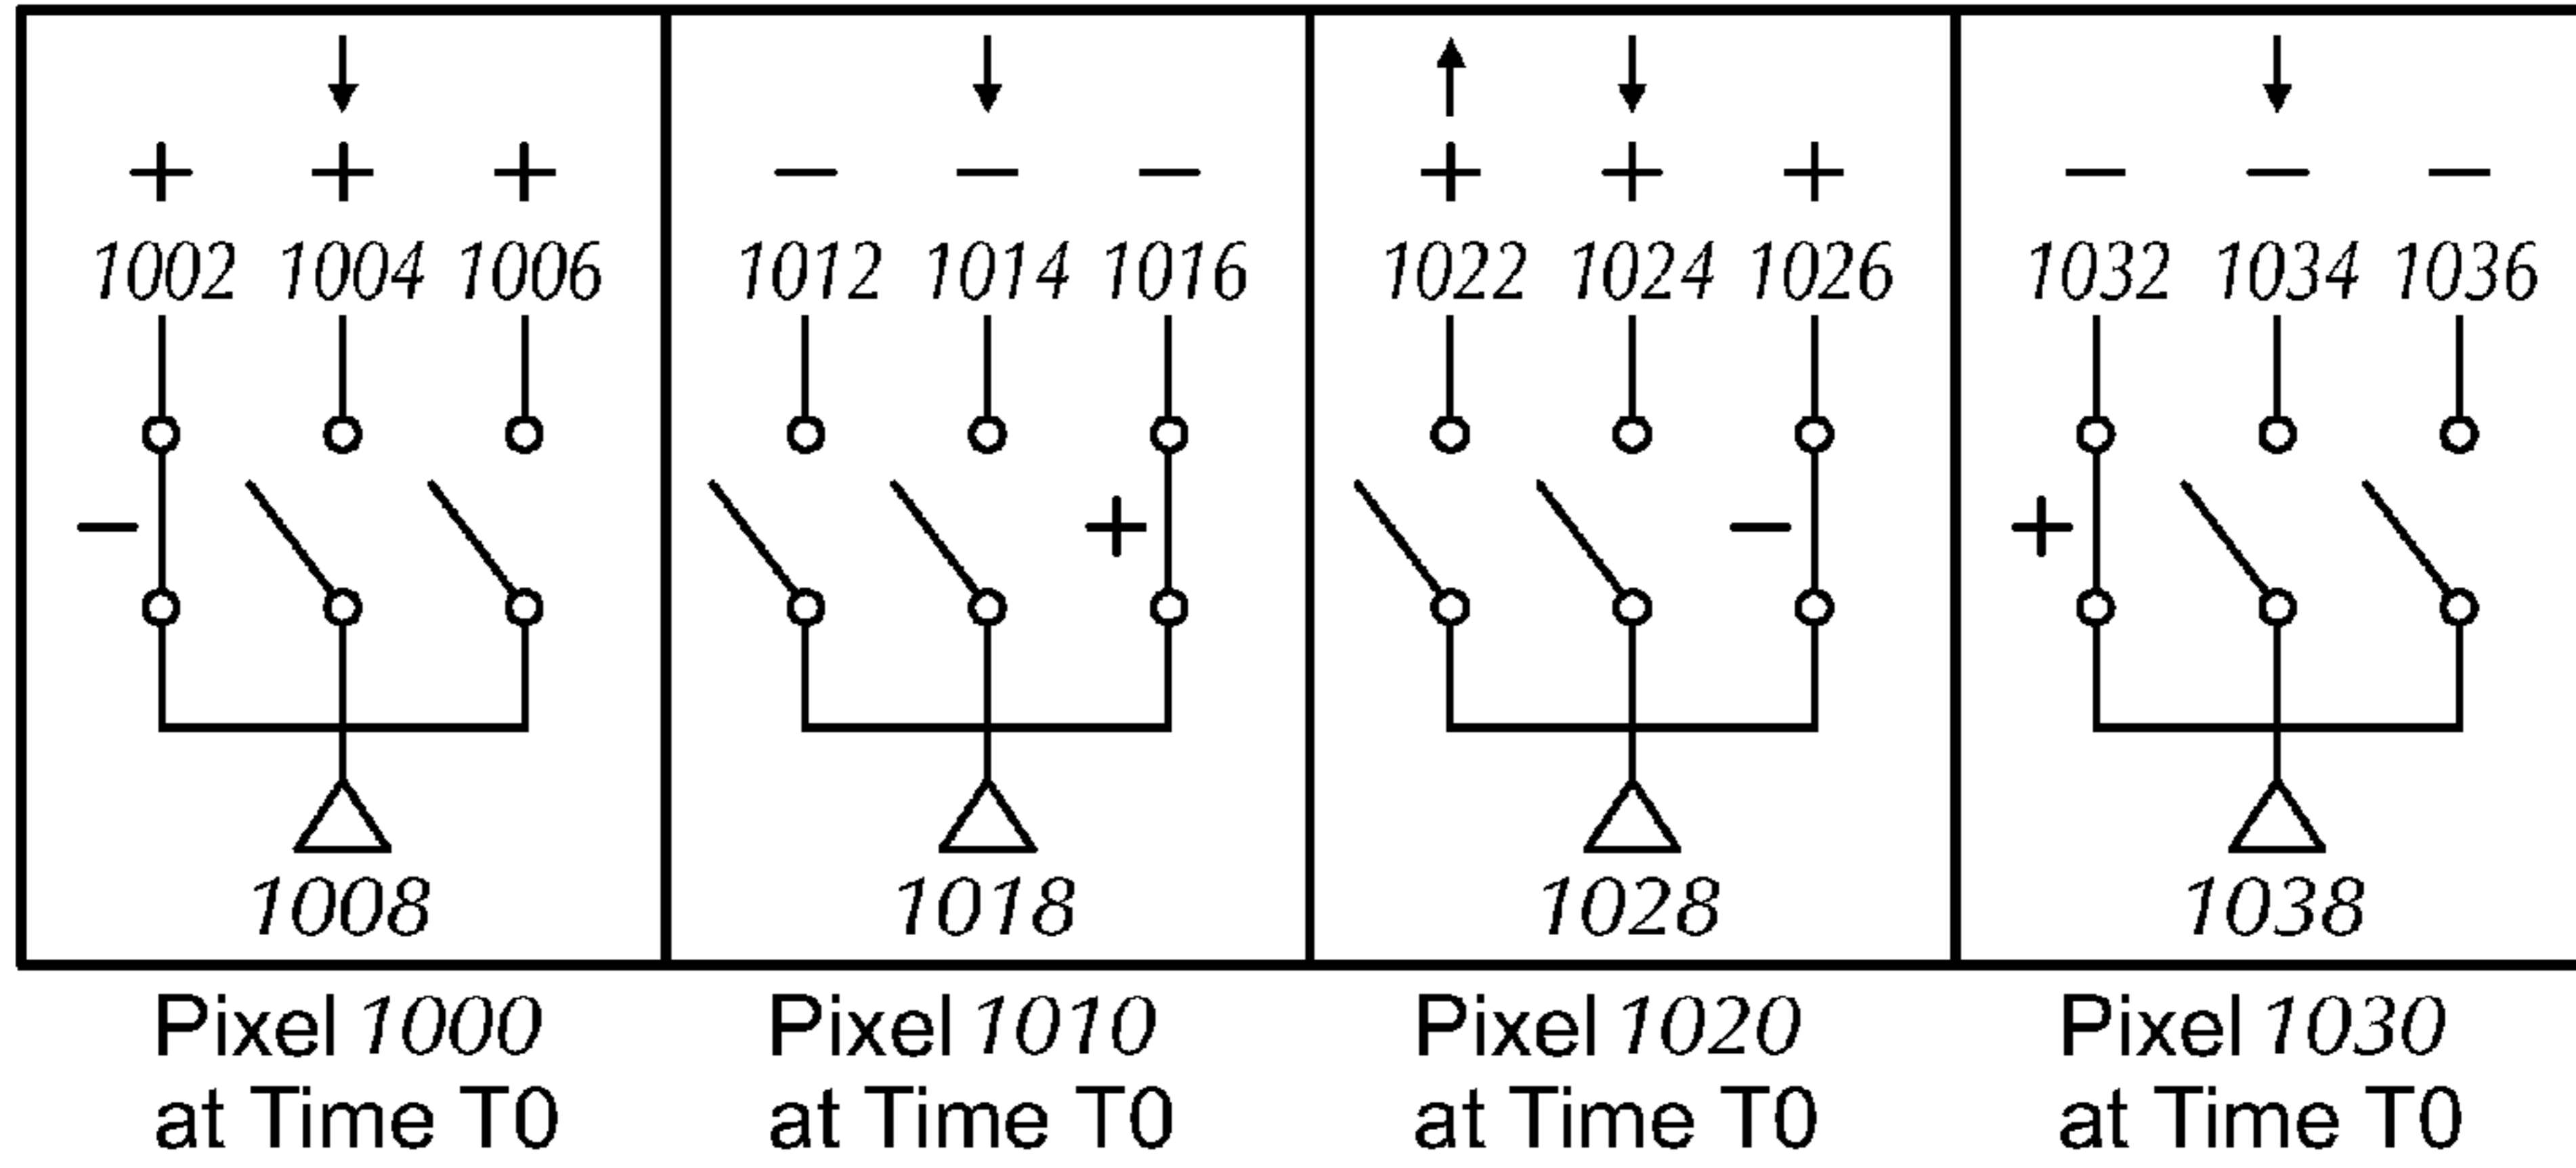 + + + − − − + + + − − −
1002 1004 1006 1012 1014 1016 1022 1024 1026 1032 1034 1036
− + − +
1008 1018 1028 1038
Pixel 1000 Pixel 1010 Pixel 1020 Pixel 1030
at Time T0 at Time T0 at Time T0 at Time T0